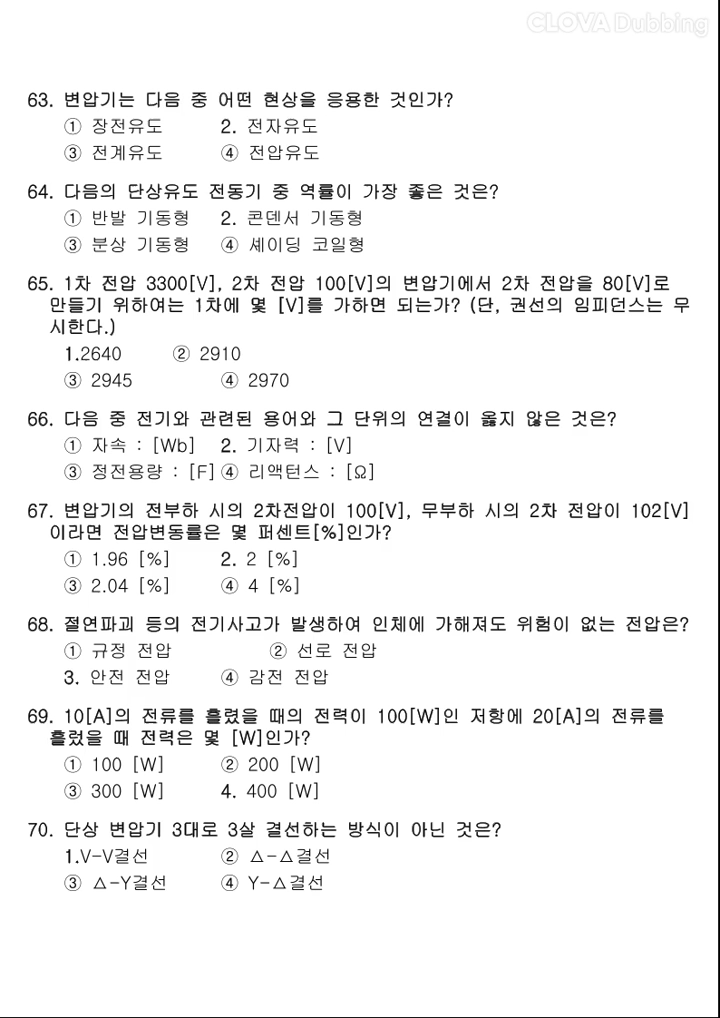 CLOVA Dubbing
63. 변압기는 다음 중 어떤 현상을 응용한 것인가?
① 장전유도 2. 전자유도
③ 전계유도 ④ 전압유도
64. 다음의 단상유도 전동기 중 역률이 가장 좋은 것은?
① 반발 기동형 2. 콘덴서 기동형
③ 분상 기동형 ④ 셰이딩 코일형
65. 1차 전압 3300[V], 2차 전압 100[V]의 변압기에서 2차 전압을 80[V]로
만들기 위하여는 1차에 몇 [V]를 가하면 되는가? (단, 권선의 임피던스는 무
시한다.)
1.2640 ② 2910
③ 2945 ④ 2970
66. 다음 중 전기와 관련된 용어와 그 단위의 연결이 옳지 않은 것은?
① 자속 : [Wb] 2. 기자력 : [V]
③ 정전용량 : [F] ④ 리액턴스 : [Ω]
67. 변압기의 전부하 시의 2차전압이 100[V], 무부하 시의 2차 전압이 102[V]
이라면 전압변동률은 몇 퍼센트[%]인가?
① 1.96 [%] 2. 2 [%]
③ 2.04 [%] ④ 4 [%]
68. 절연파괴 등의 전기사고가 발생하여 인체에 가해져도 위험이 없는 전압은?
① 규정 전압 ② 선로 전압
3. 안전 전압 ④ 감전 전압
69. 10[A]의 전류를 흘렸을 때의 전력이 100[W]인 저항에 20[A]의 전류를
흘렀을 때 전력은 몇 [W]인가?
① 100 [W] ② 200 [W]
③ 300 [W] 4. 400 [W]
70. 단상 변압기 3대로 3살 결선하는 방식이 아닌 것은?
1.V-V결선 ② △-△결선
③ △-Y결선 ④ Y-△결선